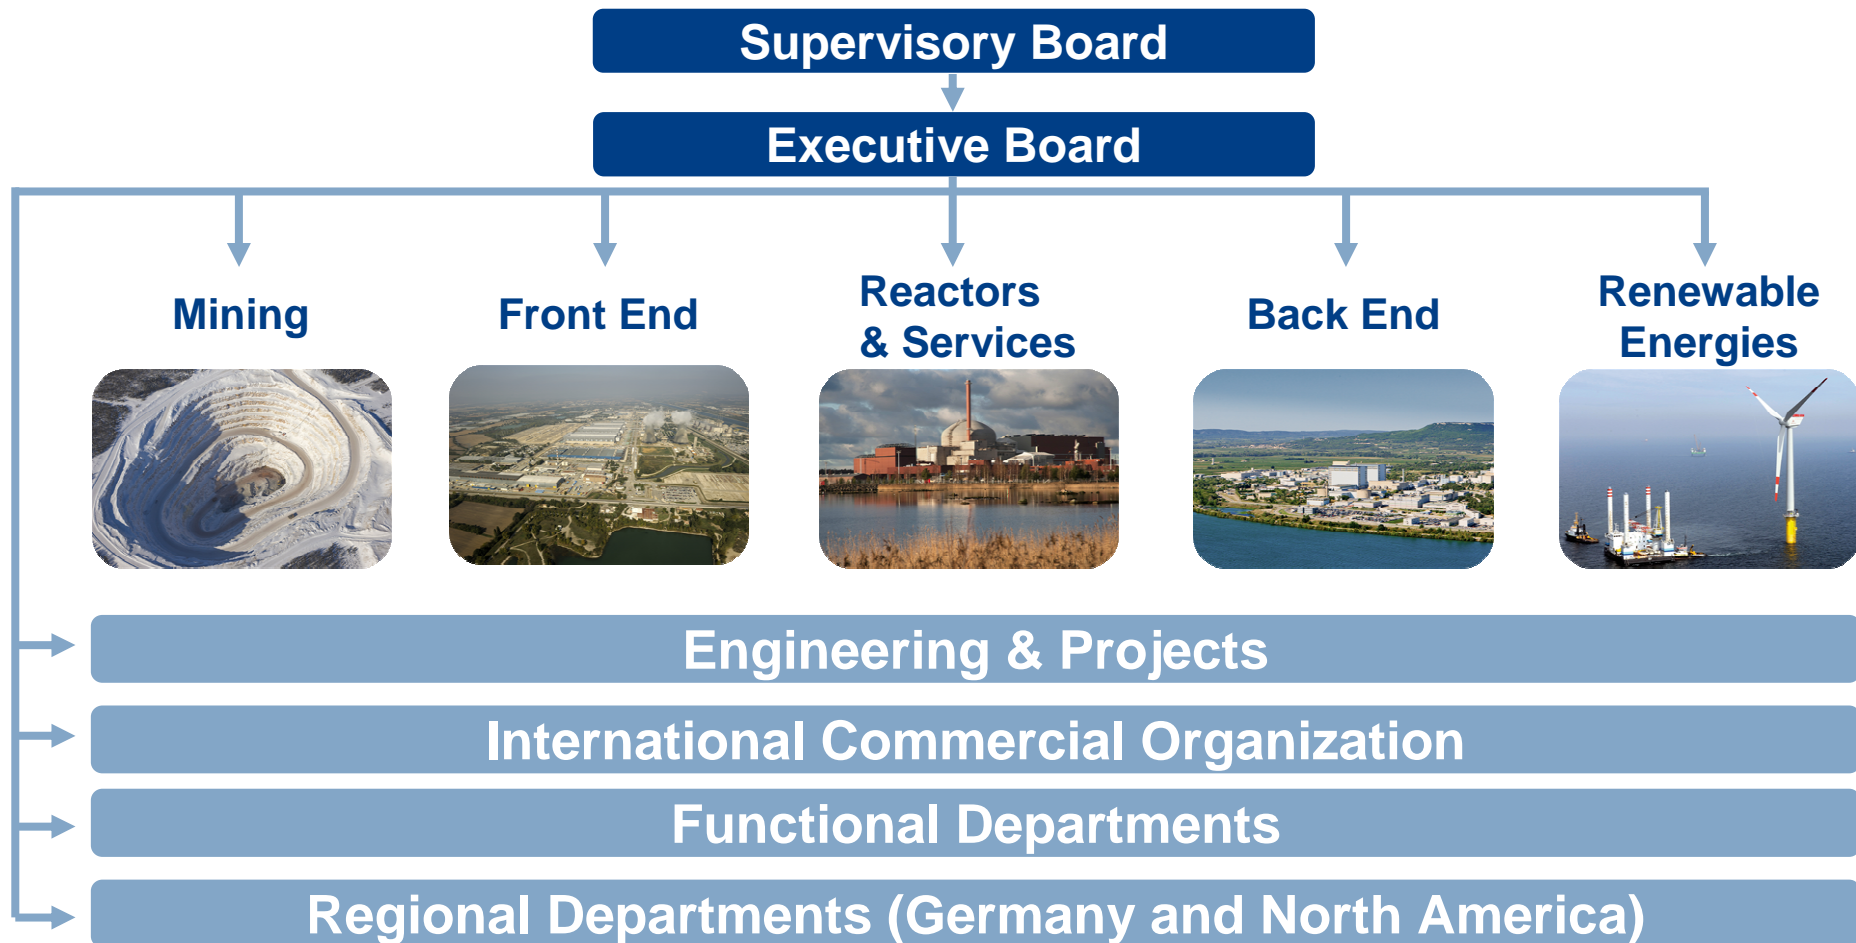 Supervisory Board
Executive Board
Mining
Front End
Reactors
& Services
Back End
Renewable
Energies
Engineering & Projects
International Commercial Organization
Functional Departments
Regional Departments (Germany and North America)